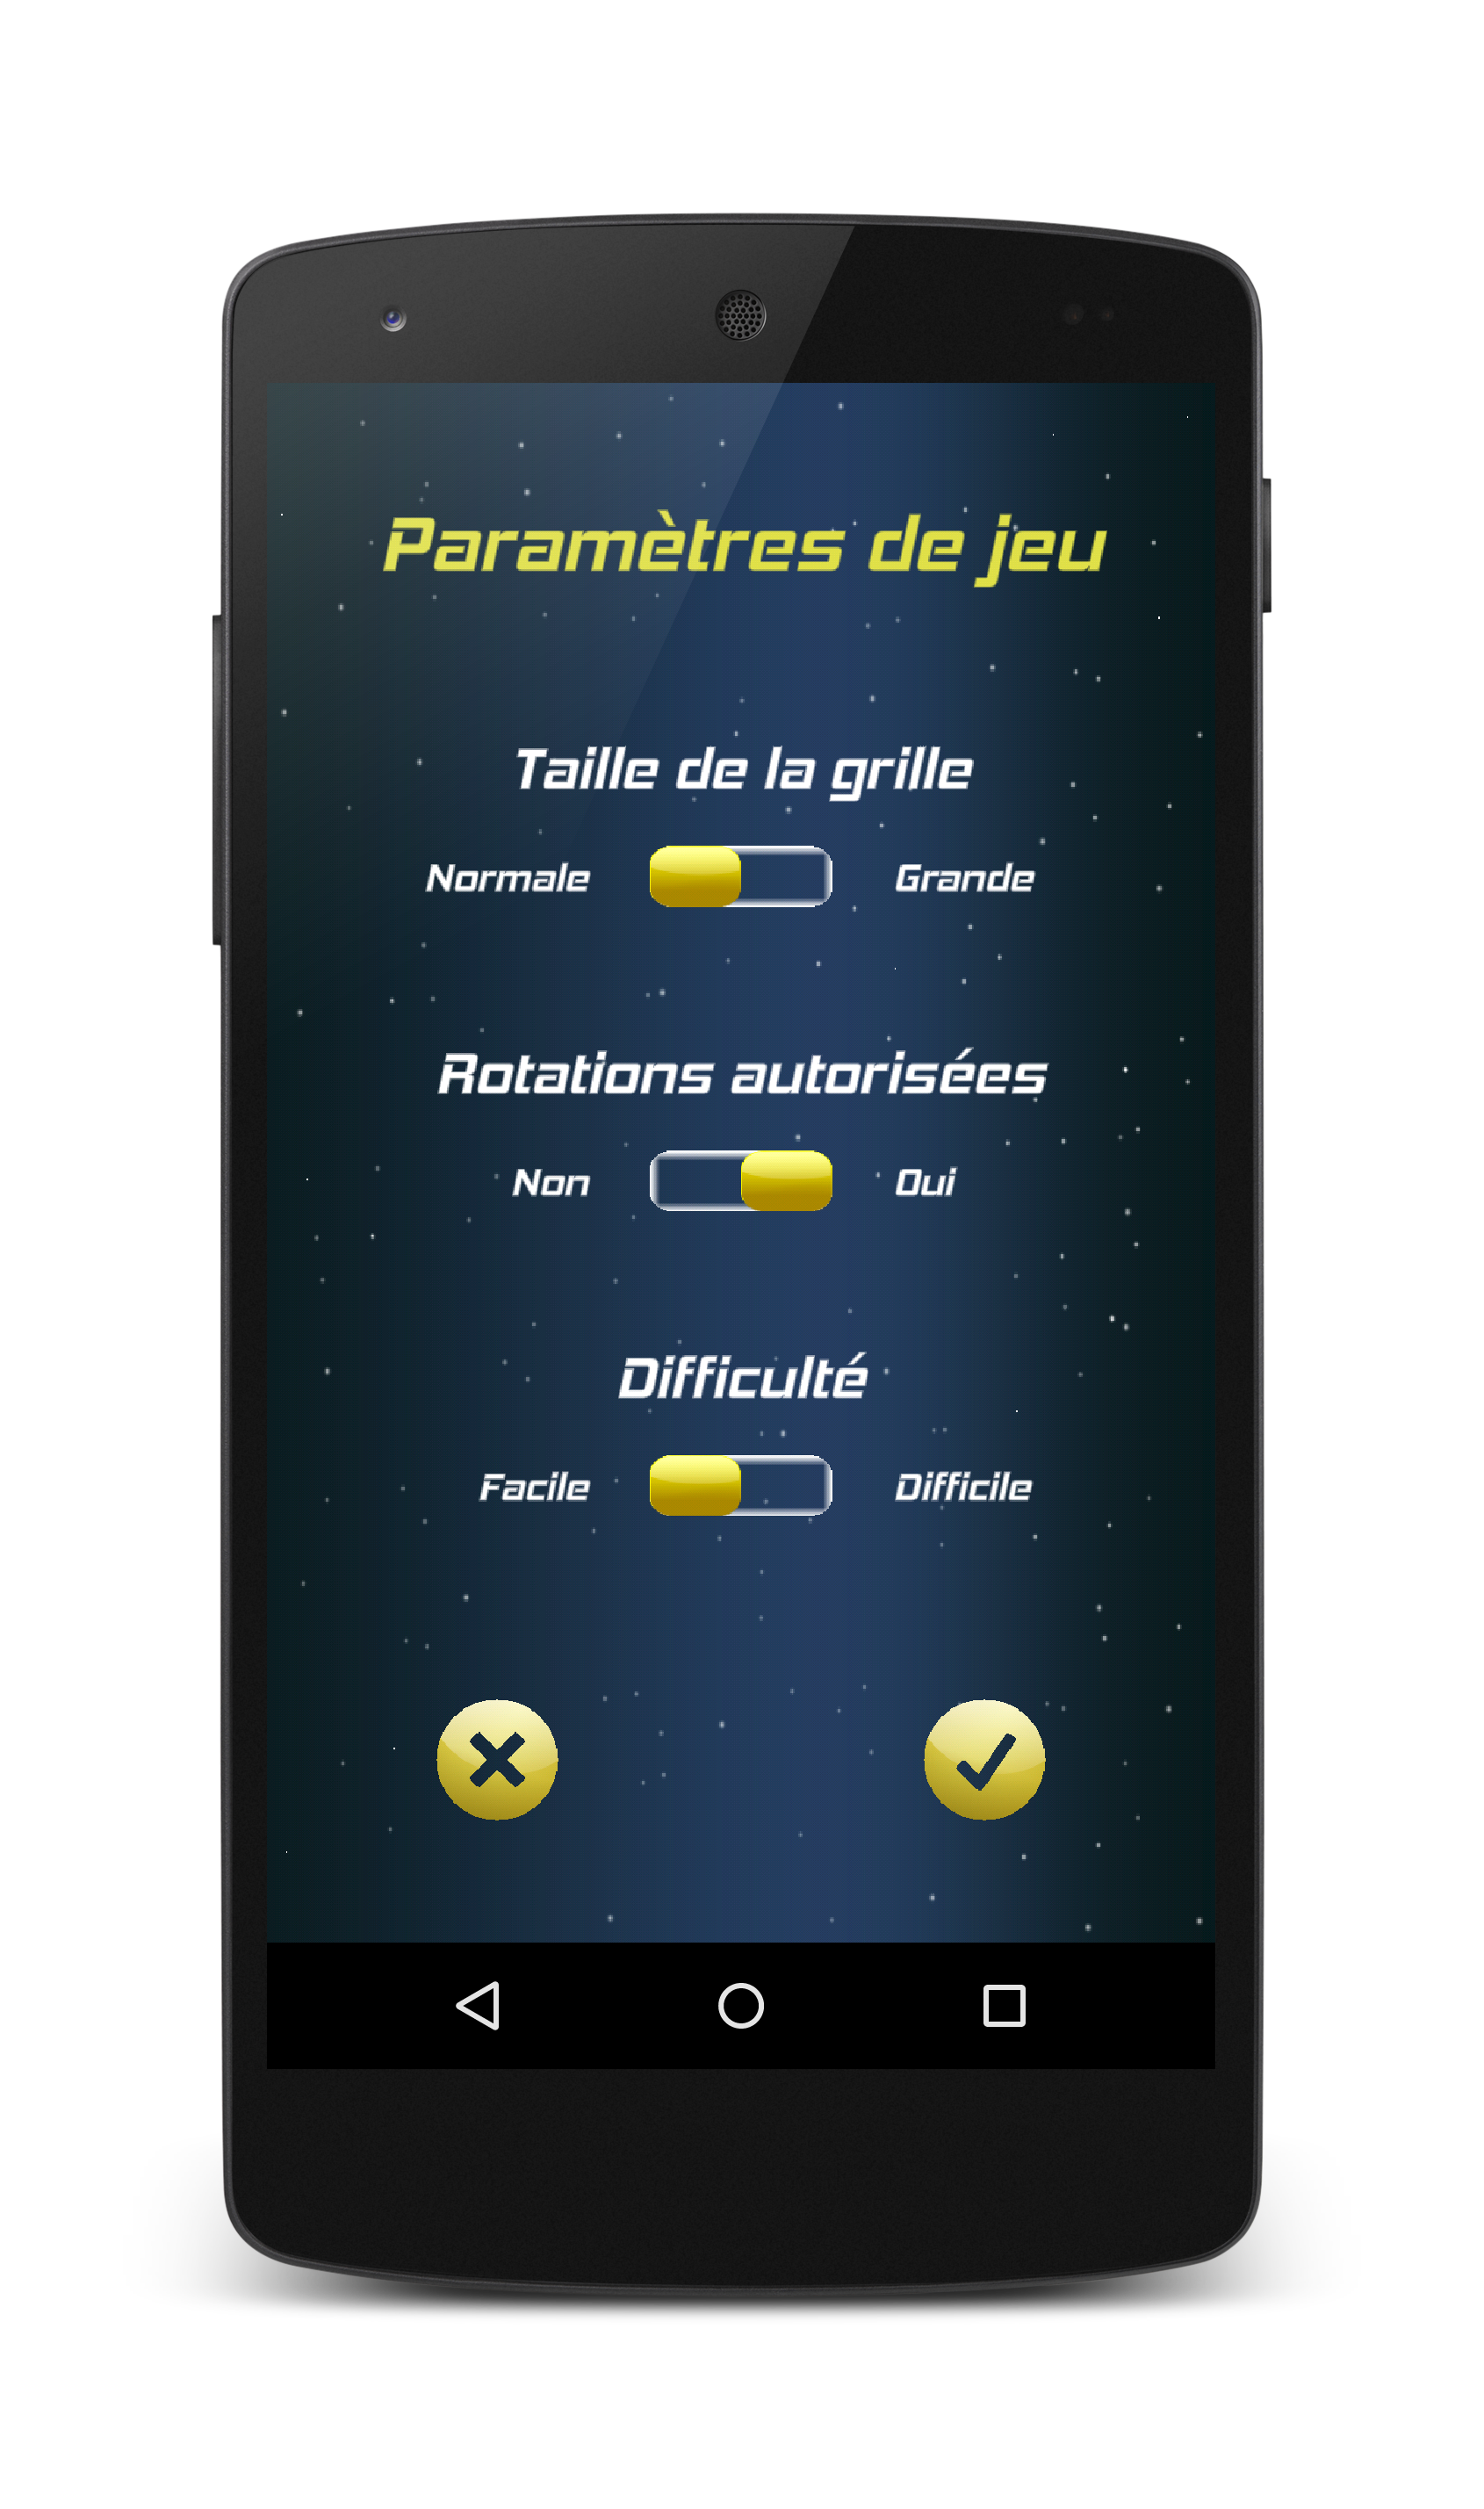 Paramètres de jeu
Taille de la grille
Normale Grande
Rotations autorisées
Non Oui
Difficulté
Facile Difficile